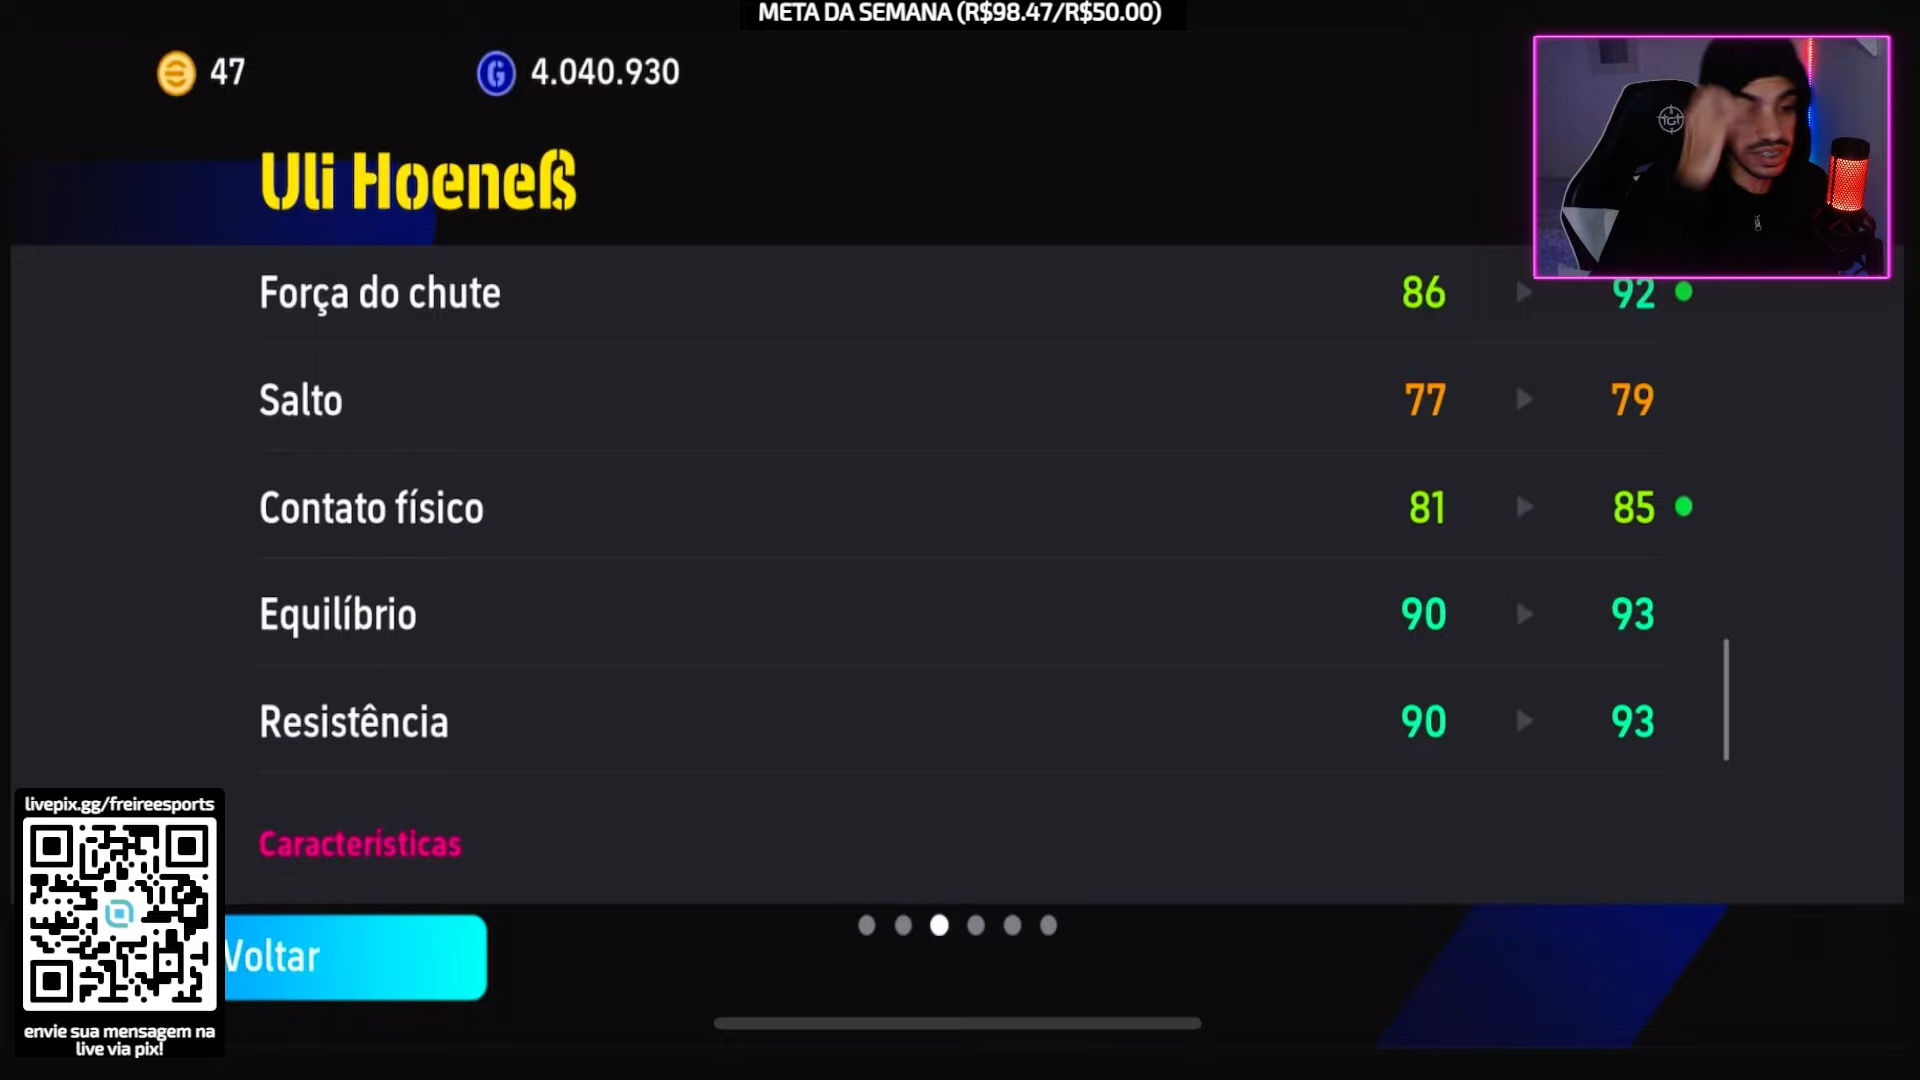 META DA SEMANA (R$98.47/R$50.00)
47
4.040.930
Uli Hoeneß
Força do chute 86 92
Salto 77 79
Contato físico 81 85
Equilíbrio 90 93
Resistência 90 93
Características
livepix.gg/freireesports
Voltar
envie sua mensagem na
live via pix!